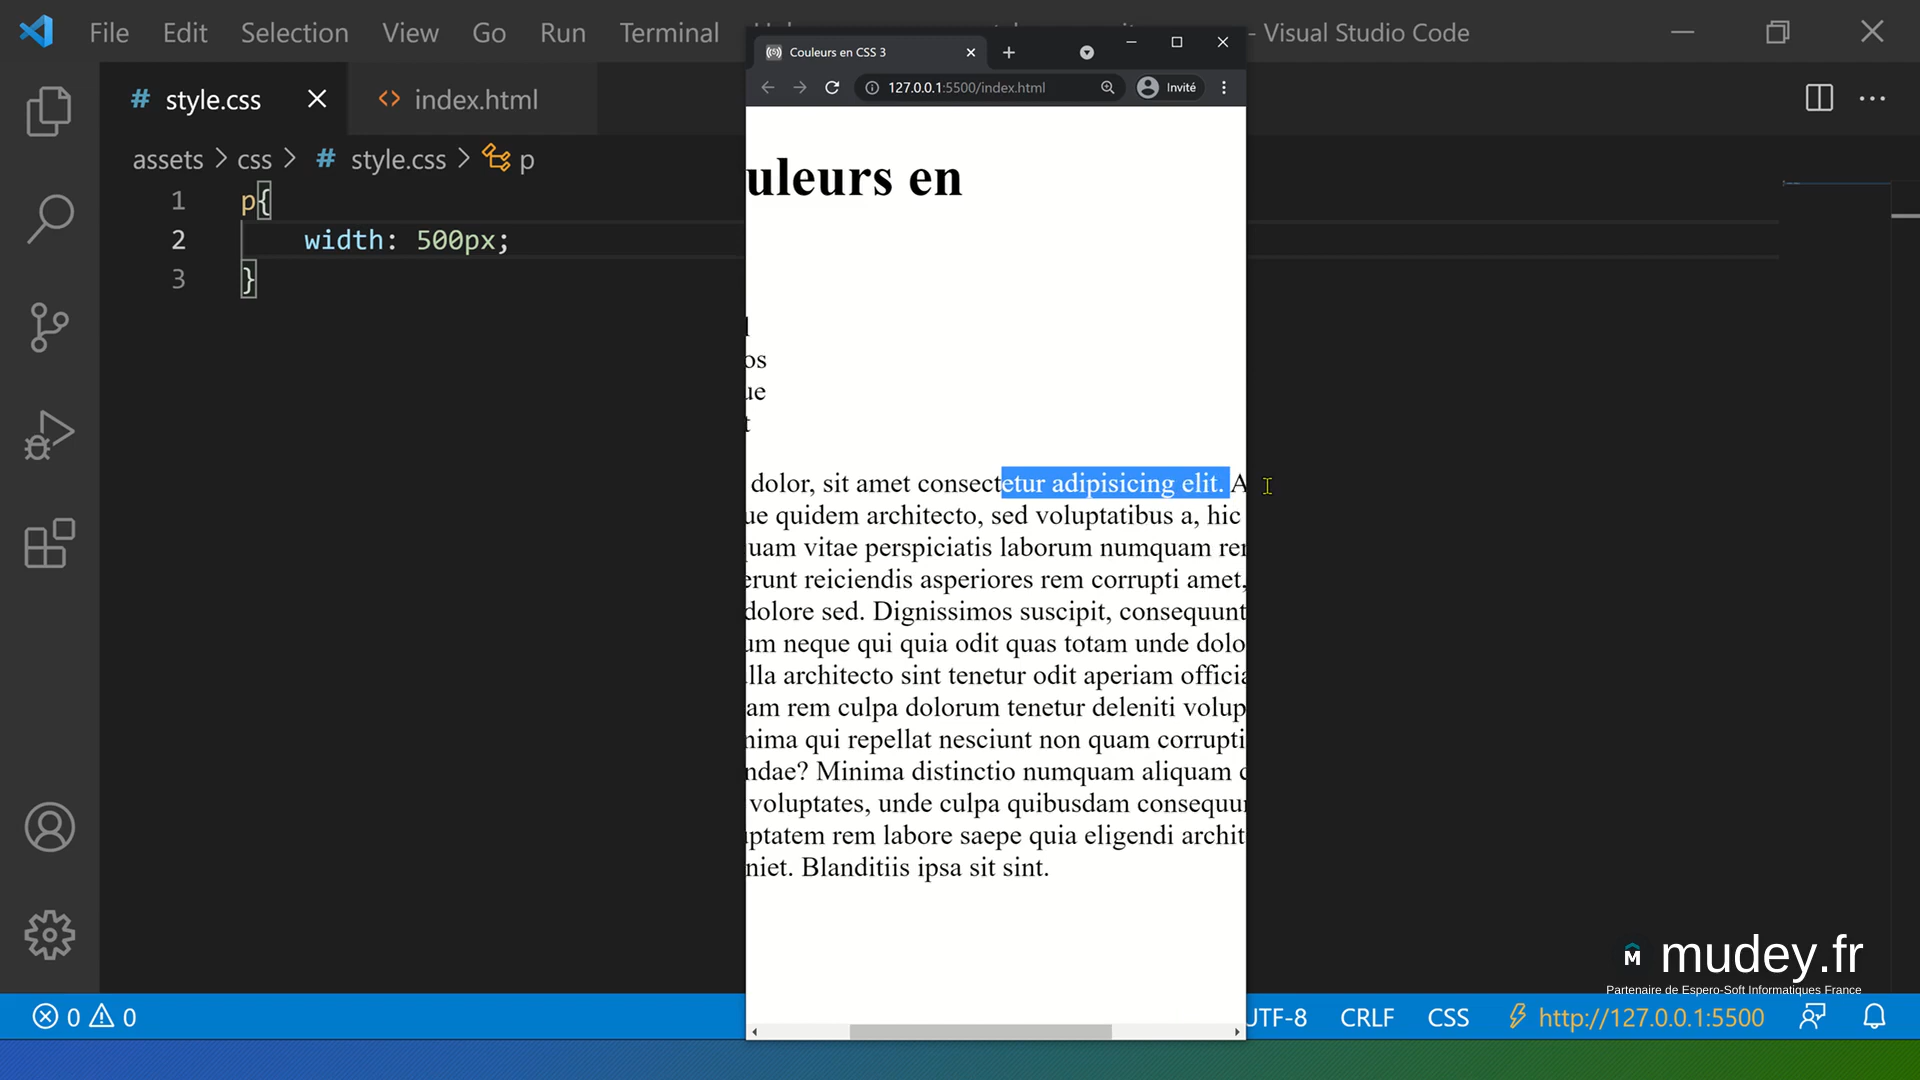 File Edit Selection View Go Run Terminal
- Visual Studio Code
Couleurs en CSS 3
127.0.0.1:5500/index.html
Invité
# style.css
<> index.html
assets > css > # style.css > p
1 p{
2 width: 500px;
3 }
uleurs en
os
ue
t
dolor, sit amet consectetur adipisicing elit. A
ue quidem architecto, sed voluptatibus a, hic
uam vitae perspiciatis laborum numquam rer
erunt reiciendis asperiores rem corrupti amet,
dolore sed. Dignissimos suscipit, consequunt
um neque qui quia odit quas totam unde dolo
lla architecto sint tenetur odit aperiam officia
am rem culpa dolorum tenetur deleniti volup
nima qui repellat nesciunt non quam corrupti
ndae? Minima distinctio numquam aliquam
voluptates, unde culpa quibusdam consequu
ptatem rem labore saepe quia eligendi archit
niet. Blanditiis ipsa sit sint.
M mudey.fr
Partenaire de Espero-Soft Informatiques France
0 0
UTF-8 CRLF CSS http://127.0.0.1:5500